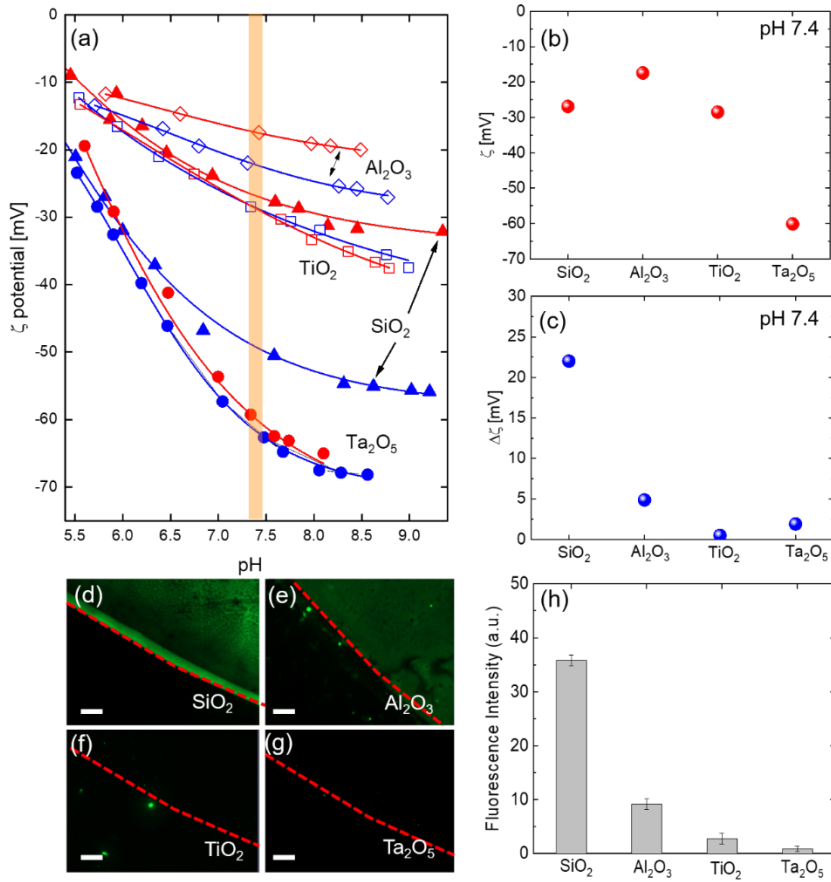 (a)
0
-10
-20
-30
-40
-50
-60
-70
ζ potential [mV]
5.5 6.0 6.5 7.0 7.5 8.0 8.5 9.0
pH
Al₂O₃
TiO₂
SiO₂
Ta₂O₅
(b)
pH 7.4
0
-10
-20
-30
-40
-50
-60
-70
ζ [mV]
SiO₂ Al₂O₃ TiO₂ Ta₂O₅
(c)
pH 7.4
30
25
20
15
10
5
0
Δζ [mV]
SiO₂ Al₂O₃ TiO₂ Ta₂O₅
(d)
SiO₂
(e)
Al₂O₃
(f)
TiO₂
(g)
Ta₂O₅
(h)
50
40
30
20
10
0
Fluorescence Intensity (a.u.)
SiO₂ Al₂O₃ TiO₂ Ta₂O₅